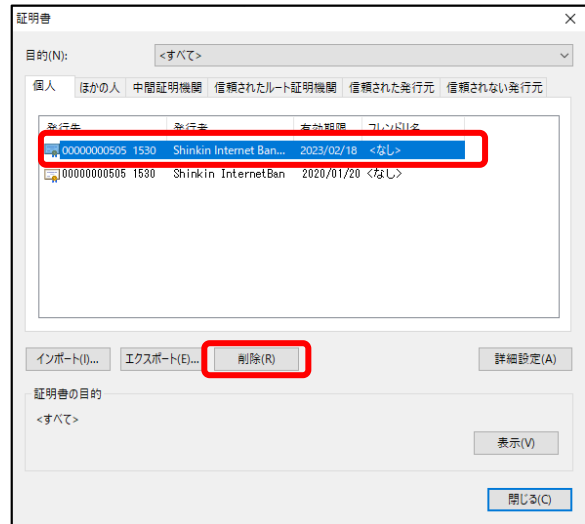 証明書
目的(N): <すべて>
個人 ほかの人 中間証明機関 信頼されたルート証明機関 信頼された発行元 信頼されない発行元
発行先 発行者 有効期限 フレンドリ名
00000000505 1530 Shinkin Internet Ban... 2023/02/18 <なし>
00000000505 1530 Shinkin InternetBan 2020/01/20 <なし>
インポート(I)... エクスポート(E)... 削除(R) 詳細設定(A)
証明書の目的
<すべて>
表示(V)
閉じる(C)